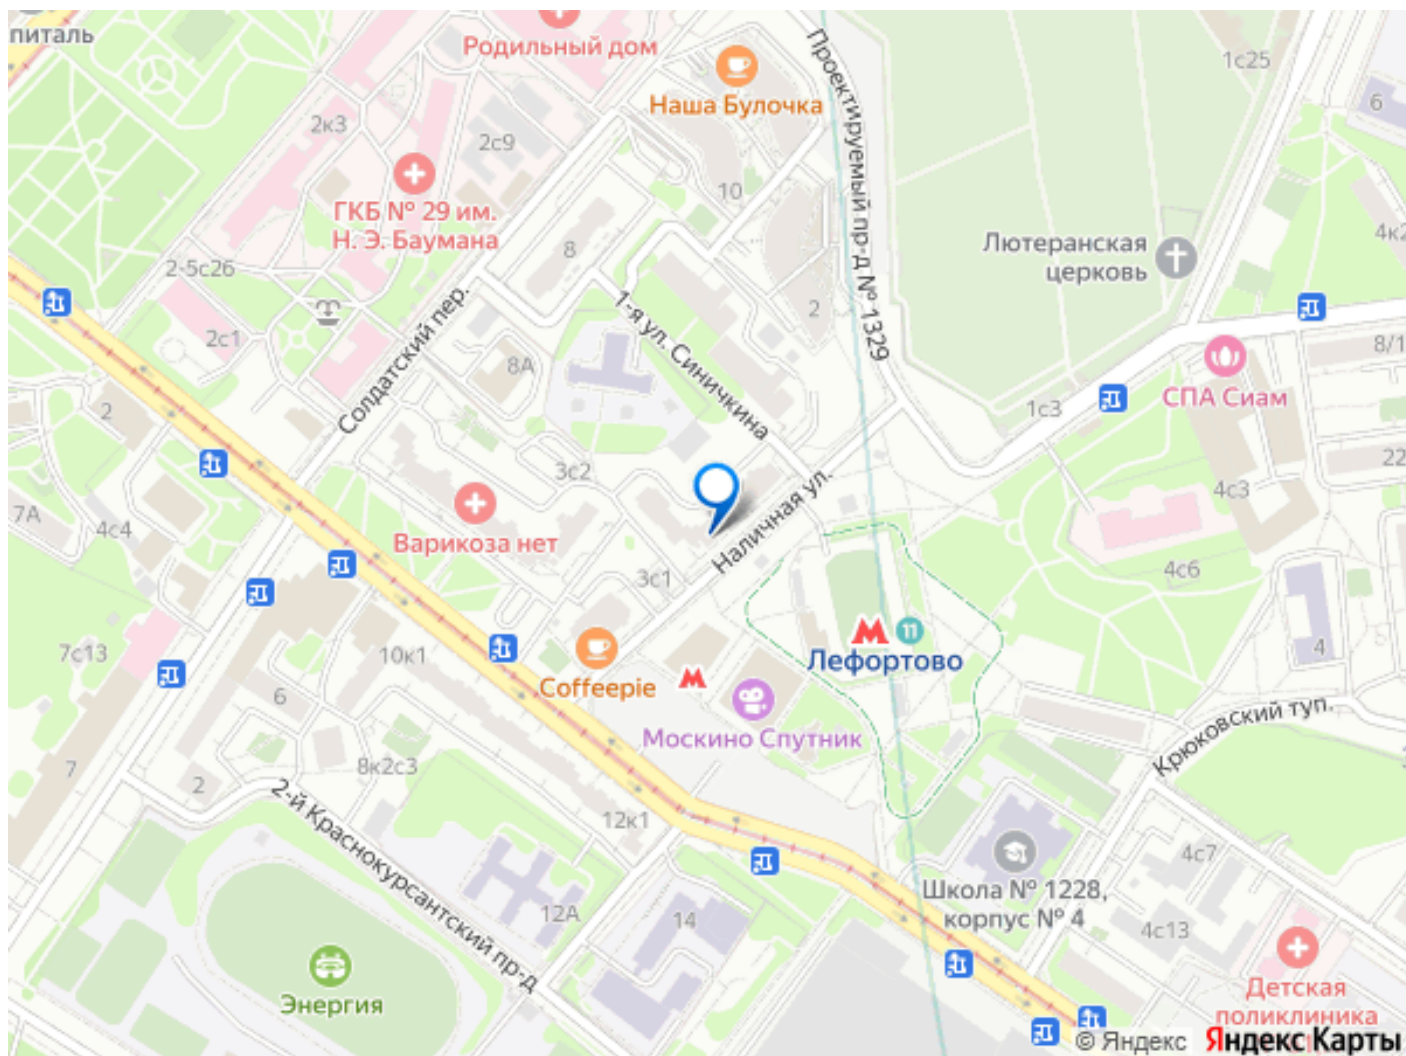 питаль
Родильный дом
1с25
Проектируемый пр-д № 1329
Наша Булочка
6
2к3
2с9
10
ГКБ № 29 им.
Н. Э. Баумана
Лютеранская
церковь
4к2
8
2-5с26
1-я ул. Синичкина
2
2с1
Солдатский пер.
8А
8/1
СПА Сиам
1с3
2
3с2
22
4с3
7А
4с4
Варикоза нет
Наличная ул.
3с1
4с6
7с13
10к1
11
Лефортово
4
Coffeepie
6
Москино Спутник
Крюковский туп.
7
2
8к2с3
2-й Краснокурсантский пр-д
12к1
4с7
Школа № 1228,
корпус № 4
12А
14
4с13
Энергия
Детская
поликлиника
© Яндекс
Яндекс Карты